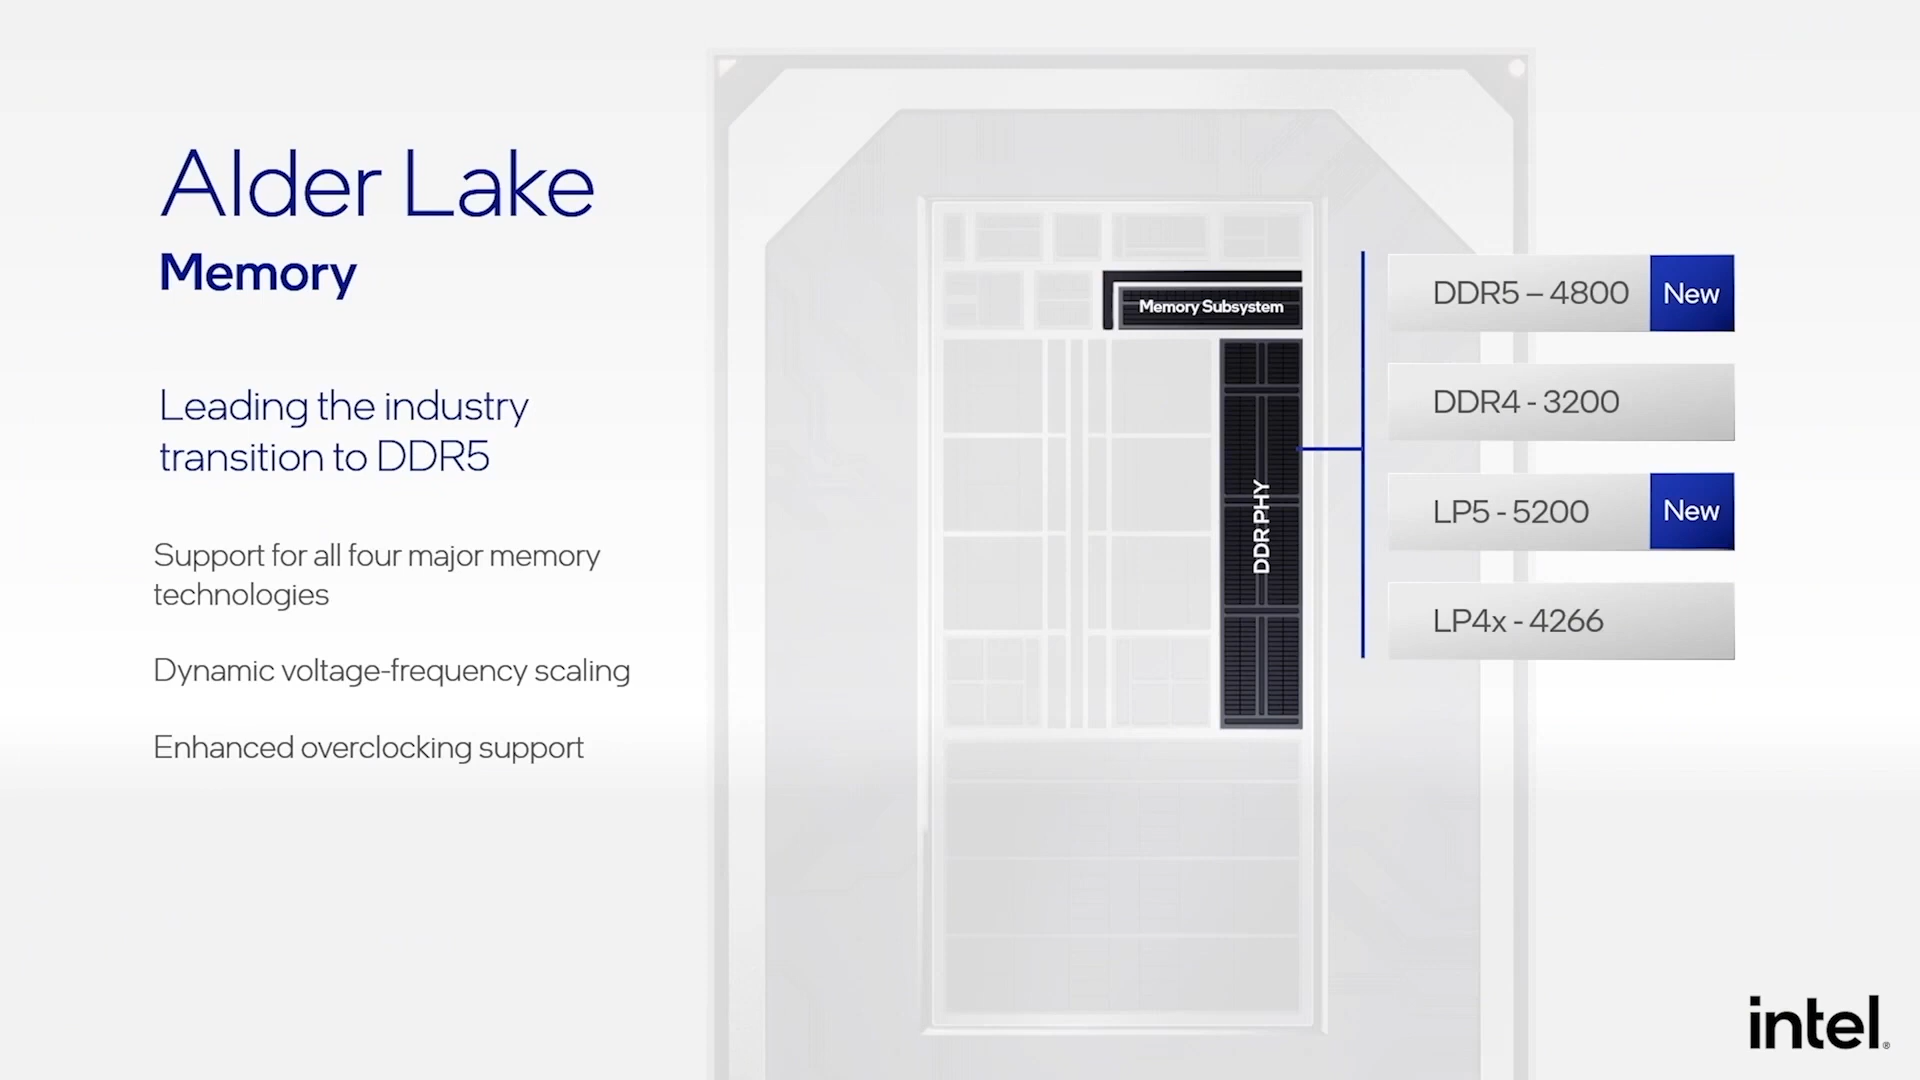 Alder Lake
Memory
Leading the industry
transition to DDR5
Support for all four major memory
technologies
Dynamic voltage-frequency scaling
Enhanced overclocking support
Memory Subsystem
DDR PHY
DDR5 – 4800 New
DDR4 - 3200
LP5 - 5200 New
LP4x - 4266
intel®